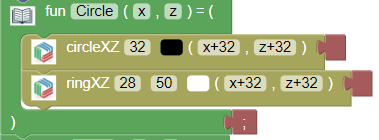 fun Circle ( x , z ) = (
circleXZ 32 ( x+32 , z+32 )
ringXZ 28 50 ( x+32 , z+32 )
) ;